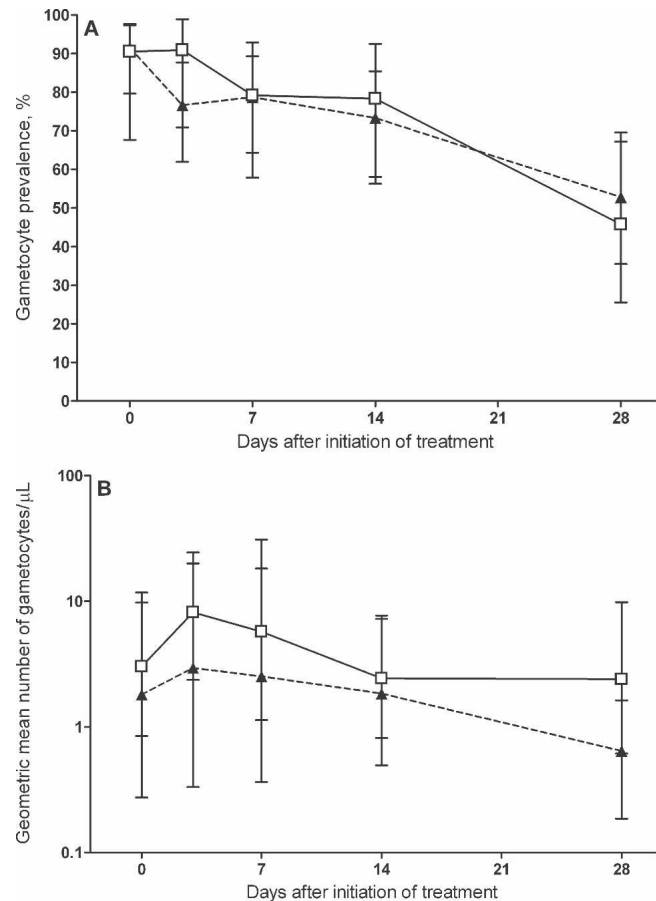 A
Gametocyte prevalence, %
100
90
80
70
60
50
40
30
20
10
0
0 7 14 21 28
Days after initiation of treatment
B
Geometric mean number of gametocytes/μL
100
10
1
0.1
0 7 14 21 28
Days after initiation of treatment